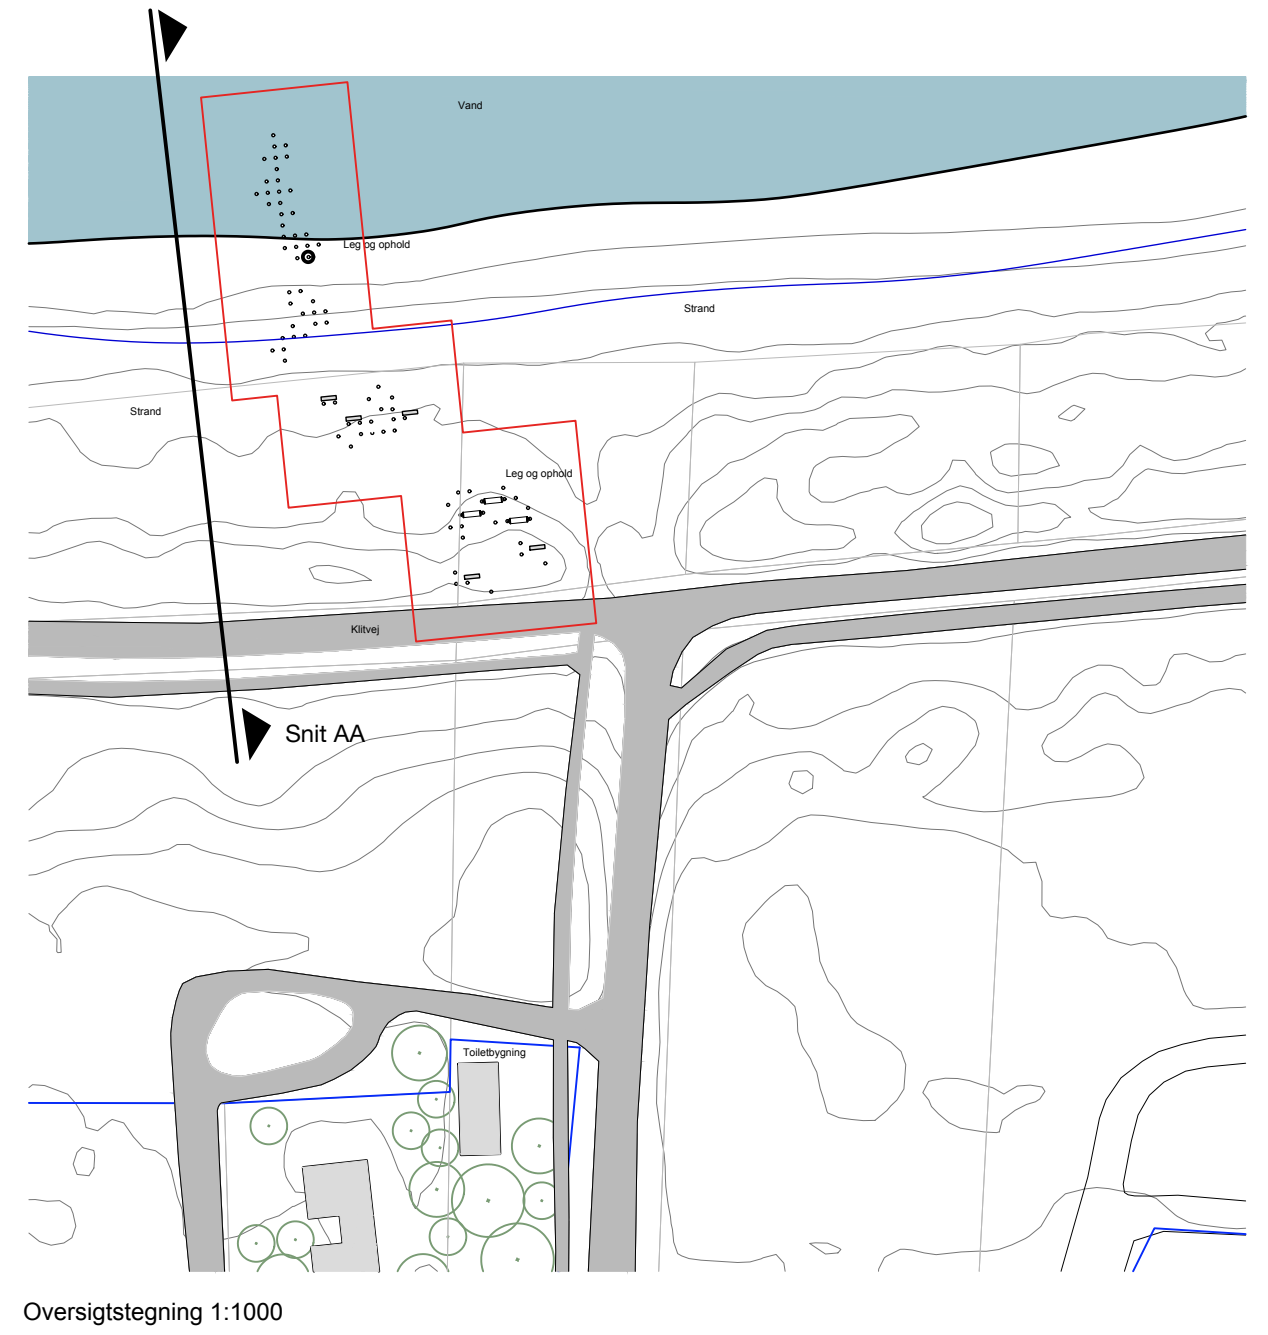 Vand
Leg og ophold
Strand
Strand
Leg og ophold
Klitvej
Snit AA
Toiletbygning
Oversigtstegning 1:1000